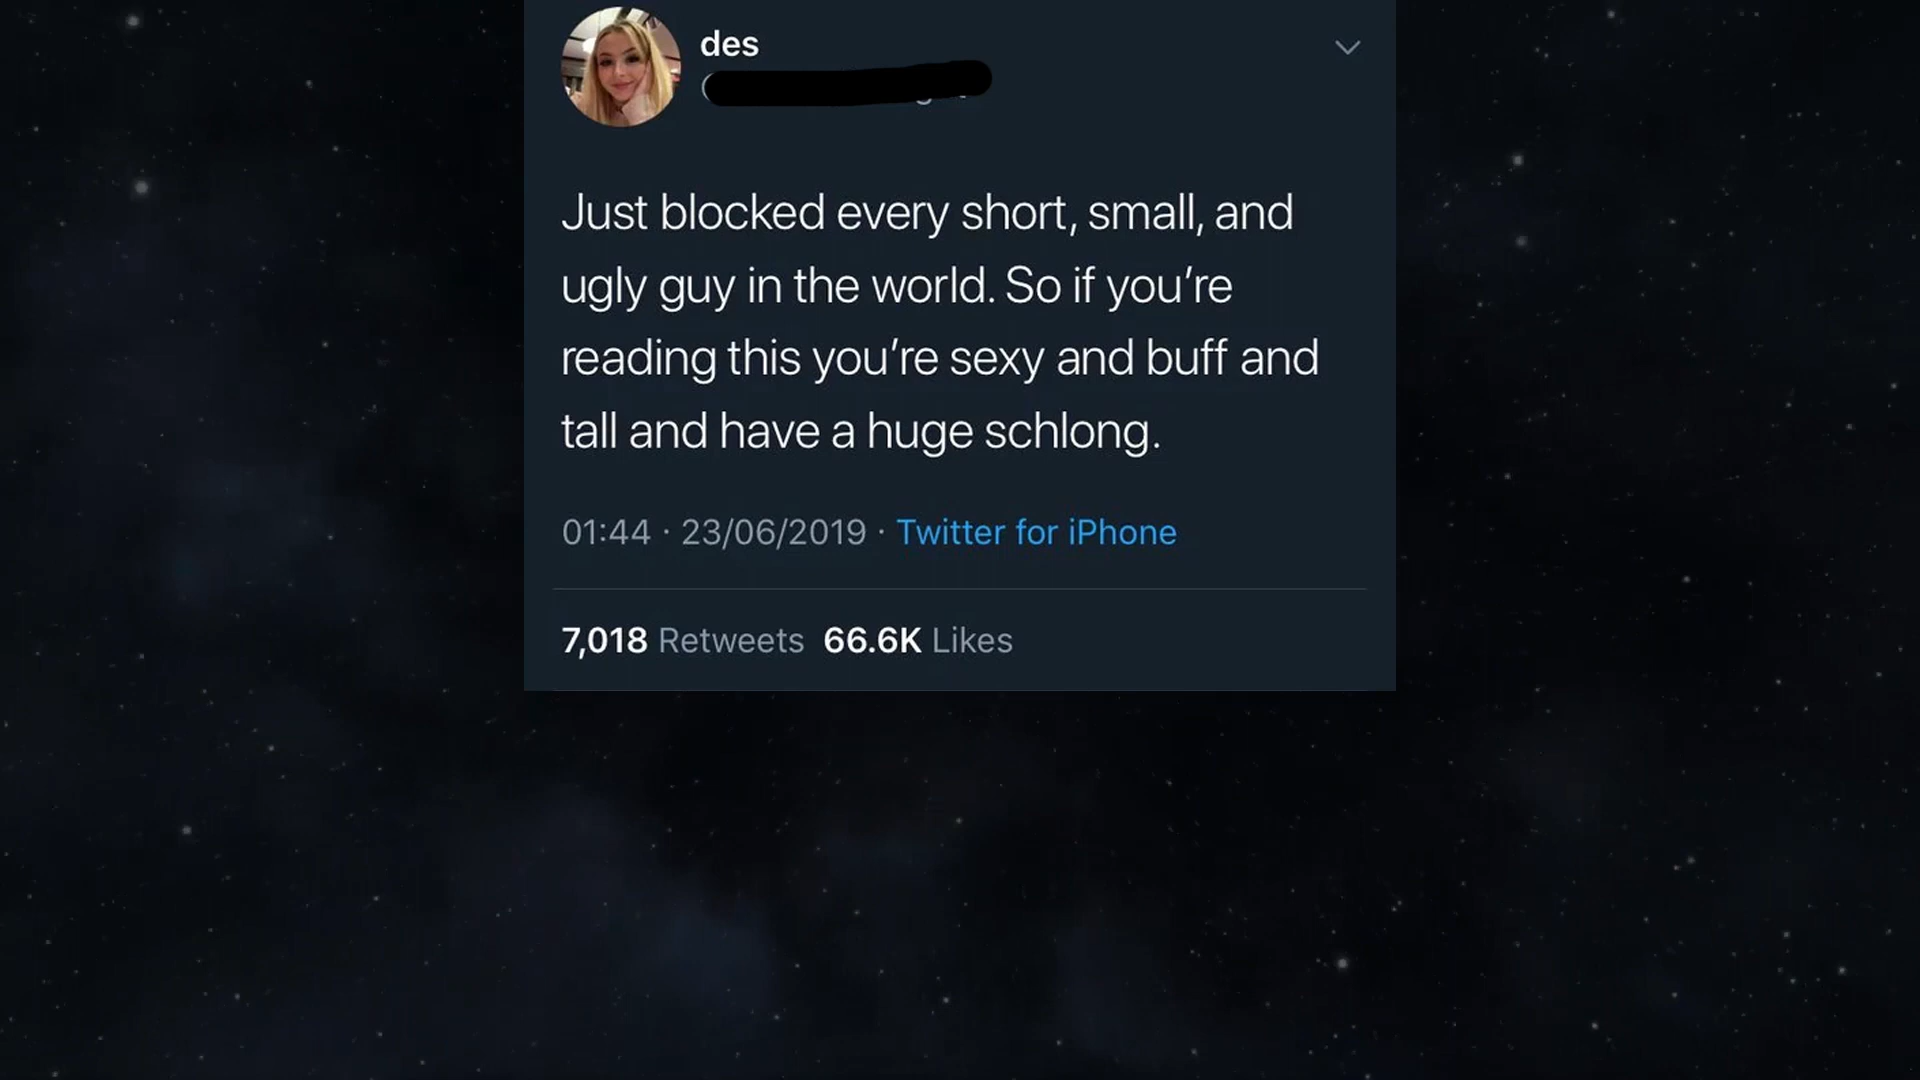 des
Just blocked every short, small, and
ugly guy in the world. So if you’re
reading this you’re sexy and buff and
tall and have a huge schlong.
01:44 · 23/06/2019 · Twitter for iPhone
7,018 Retweets 66.6K Likes